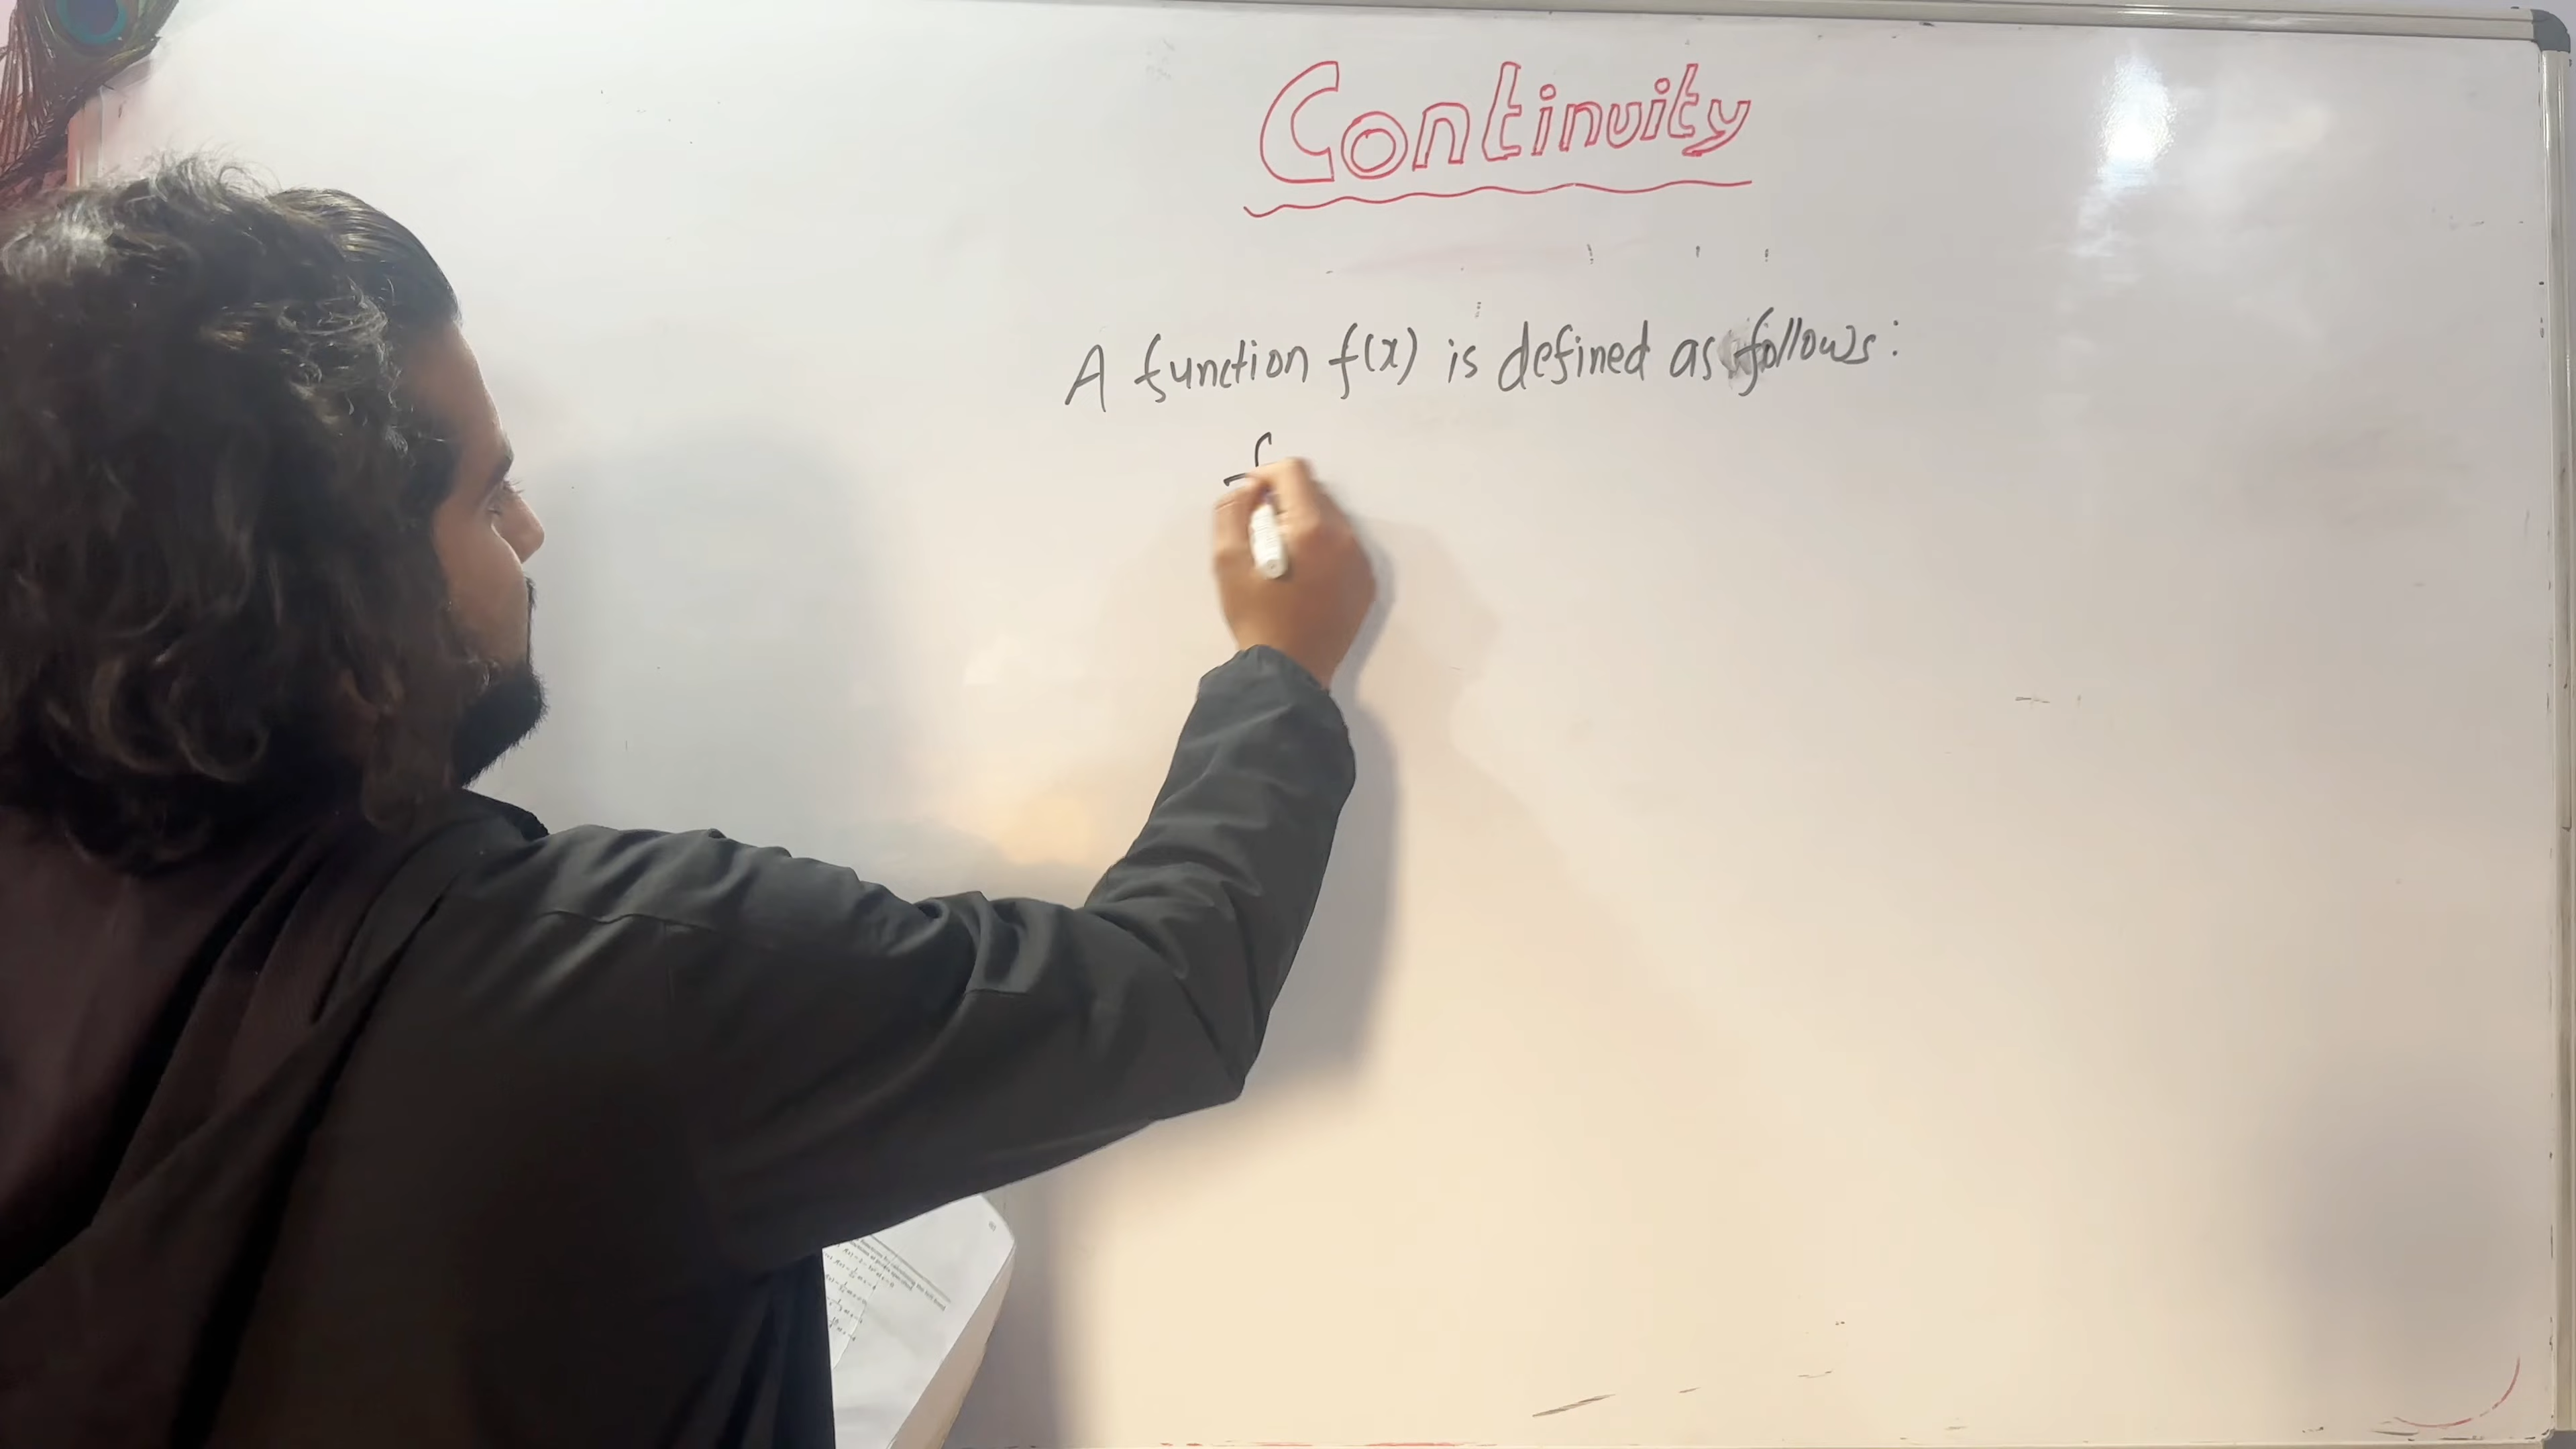 Continuity
A function f(x) is defined as follows:
f